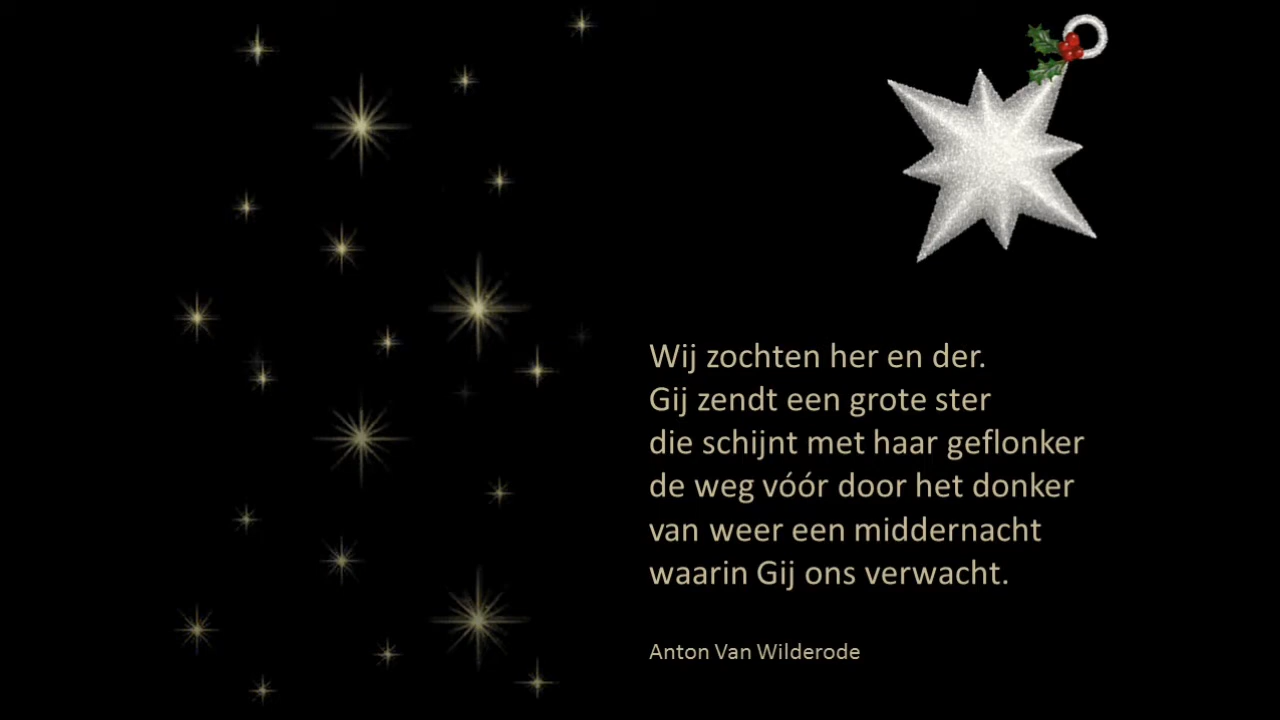 Wij zochten her en der.
Gij zendt een grote ster
die schijnt met haar geflonker
de weg vóór door het donker
van weer een middernacht
waarin Gij ons verwacht.
Anton Van Wilderode